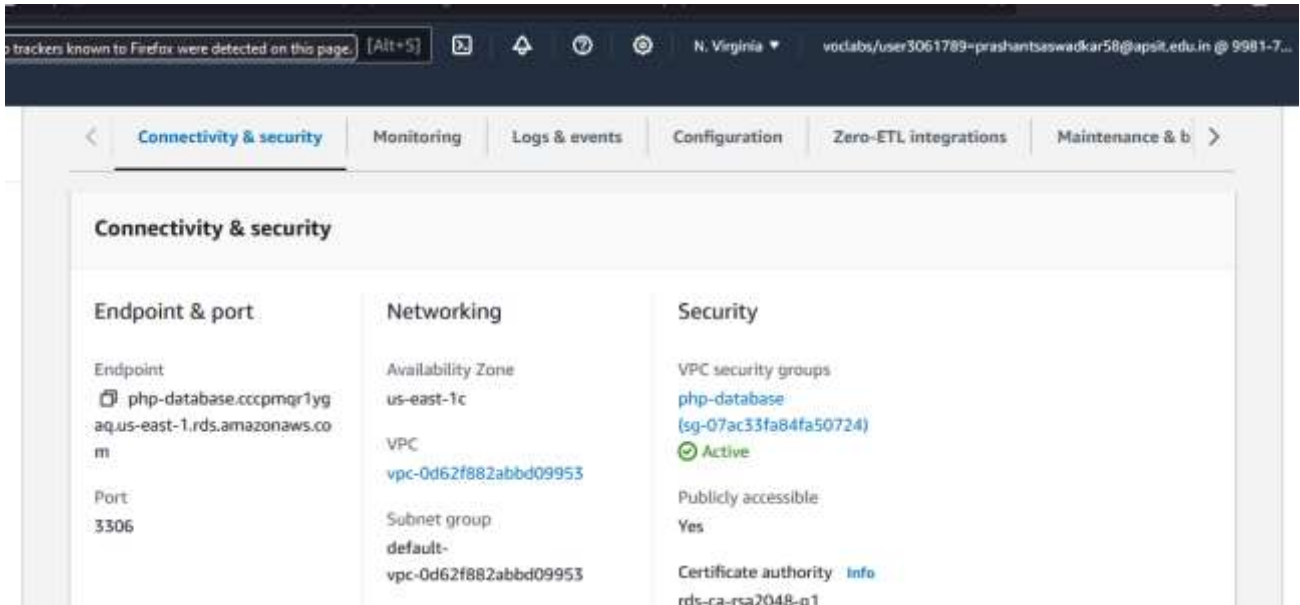 o trackers known to Firefox were detected on this page. [Alt+S] N. Virginia voclabs/user3061789=prashantsaswadkar58@apsit.edu.in @ 9981-7...
Connectivity & security Monitoring Logs & events Configuration Zero-ETL integrations Maintenance & b
Connectivity & security
Endpoint & port
Endpoint
php-database.cccpmqr1yg
aq.us-east-1.rds.amazonaws.co
m
Port
3306
Networking
Availability Zone
us-east-1c
VPC
vpc-0d62f882abbd09953
Subnet group
default-
vpc-0d62f882abbd09953
Security
VPC security groups
php-database
(sg-07ac33fa84fa50724)
Active
Publicly accessible
Yes
Certificate authority Info
rds-ca-rsa2048-g1